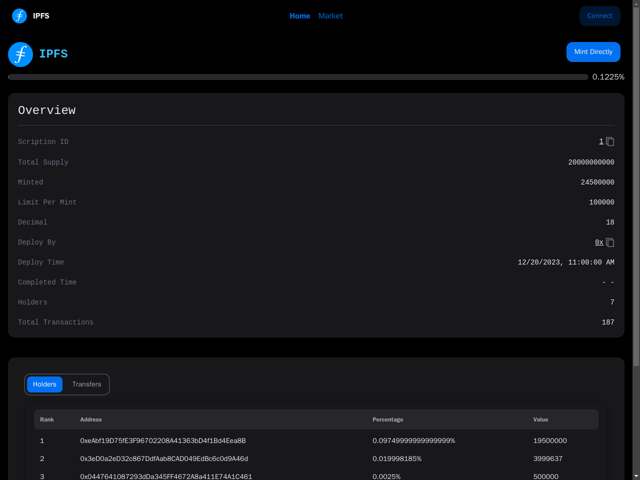 IPFS Home Market Connect
IPFS Mint Directly
0.1225%
Overview
Scription ID 1
Total Supply 20000000000
Minted 24500000
Limit Per Mint 100000
Decimal 18
Deploy By 0x
Deploy Time 12/20/2023, 11:00:00 AM
Completed Time - -
Holders 7
Total Transactions 187
Holders Transfers
Rank Address Percentage Value
1 0xeAbf19D75fE3F96702208A41363bD4f1Bd4Eea8B 0.09749999999999999% 19500000
2 0x3eD0a2eD32c867DdfAab8CAD049EdBc6c0d9A46d 0.019998185% 3999637
3 0x0447641087293dDa345FF4672A8a411E74A1C461 0.0025% 500000